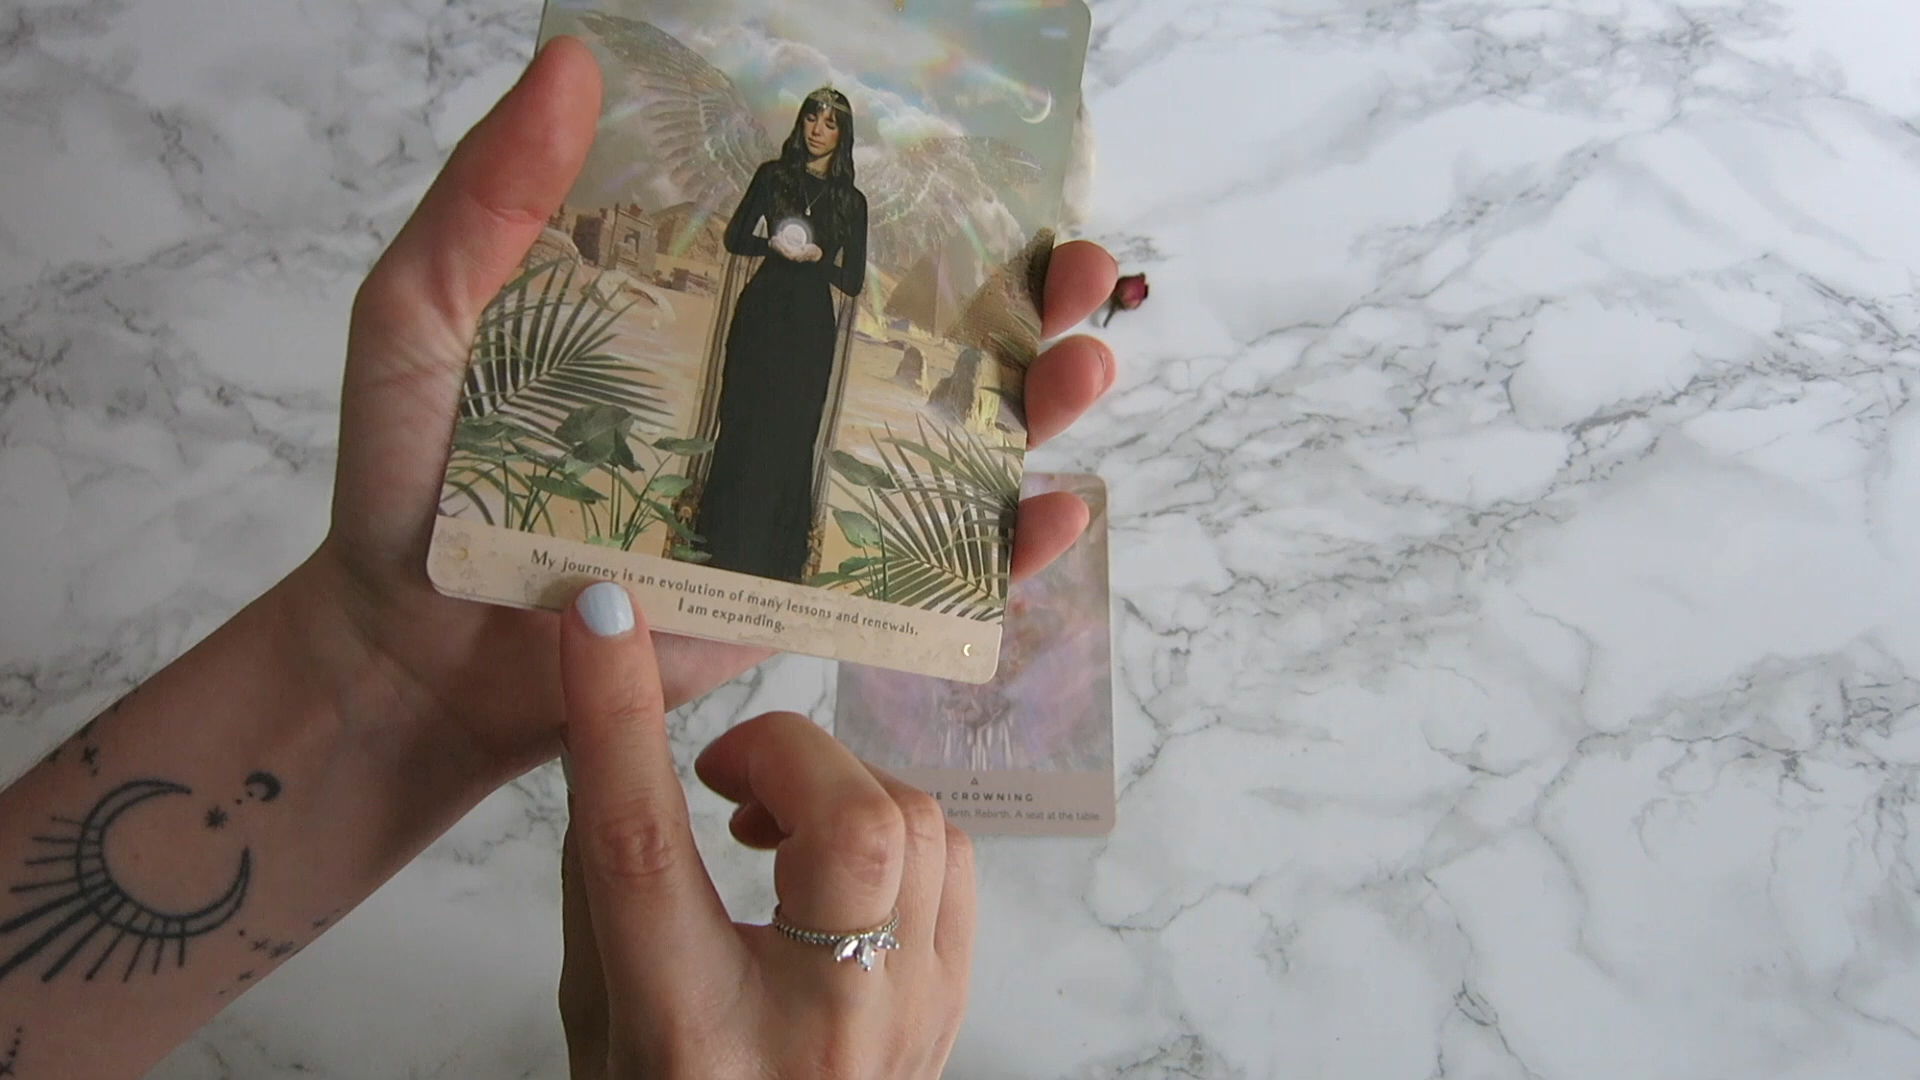 My journey is an evolution of many lessons and renewals.
I am expanding.
HE CROWNING
Birth. Rebirth. A seat at the table.